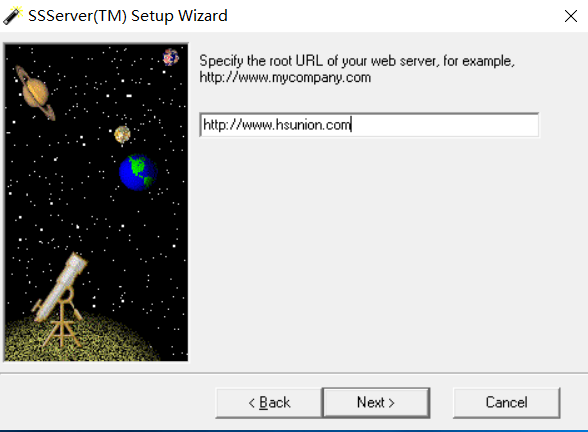 SSServer(TM) Setup Wizard
Specify the root URL of your web server, for example,
http://www.mycompany.com
http://www.hsunion.com
< Back
Next >
Cancel